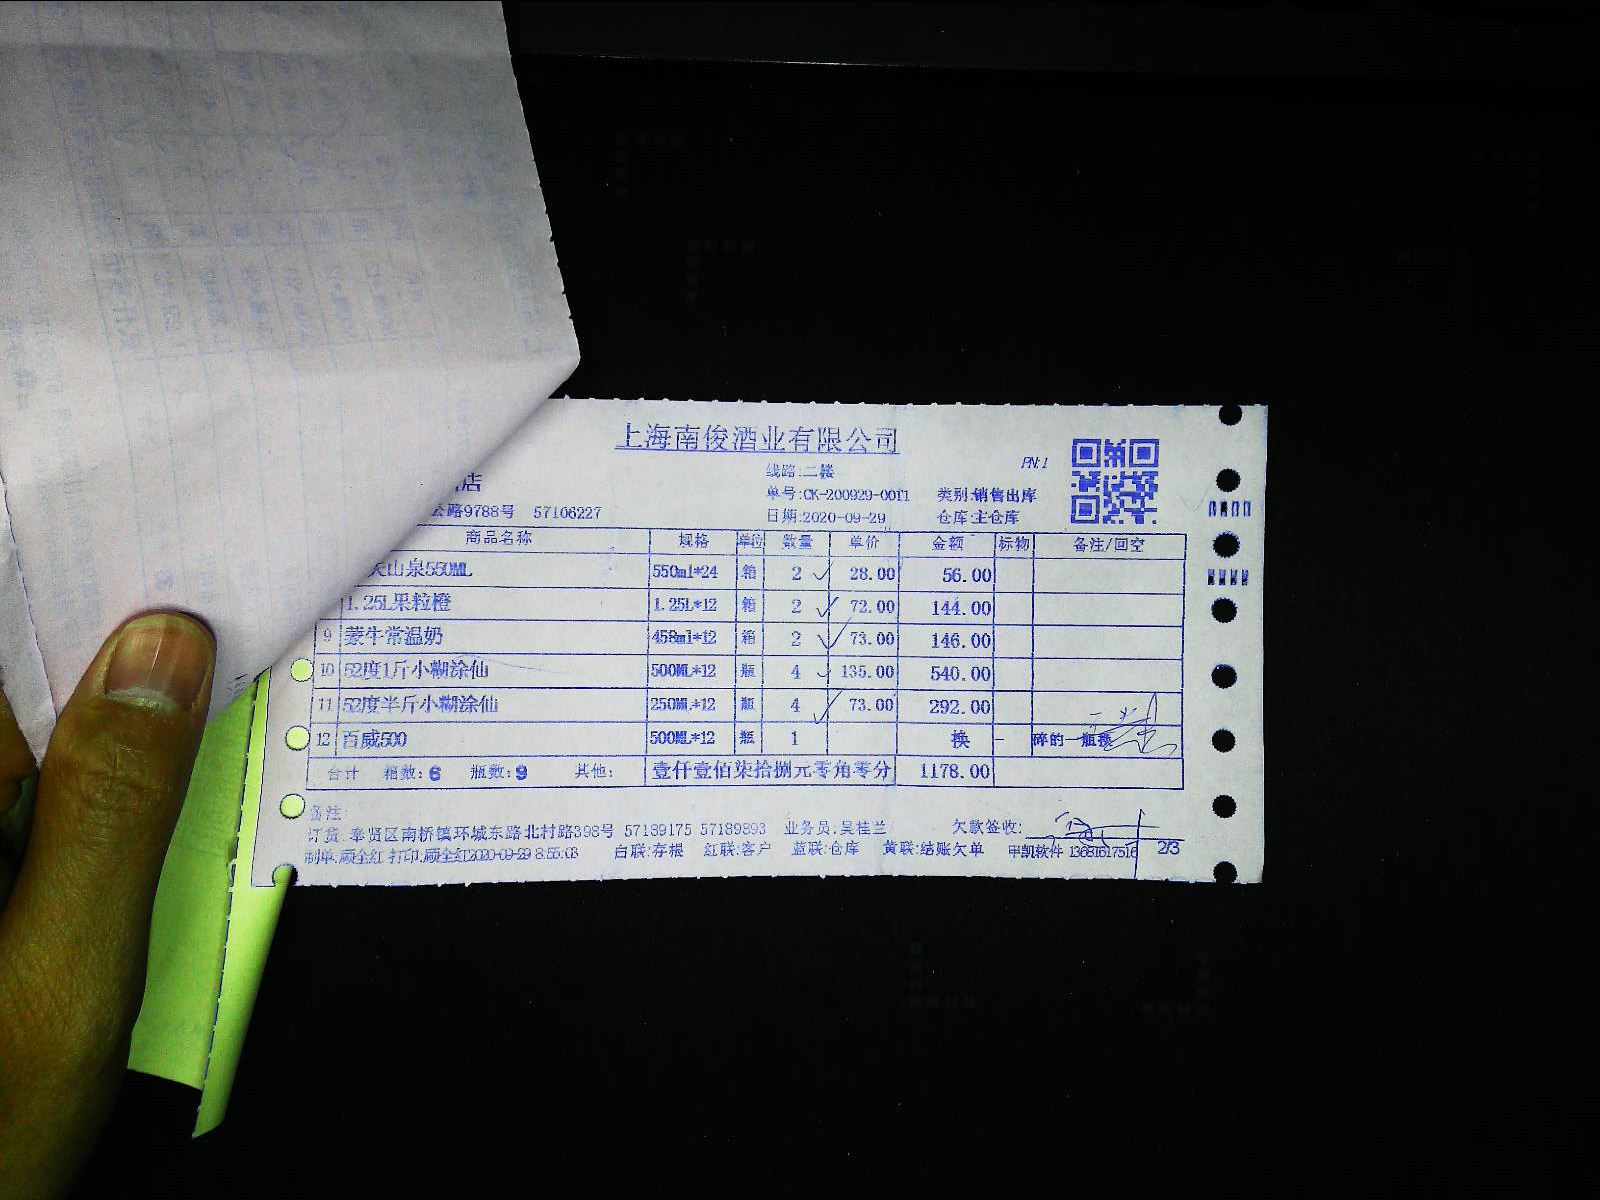 上海南俊酒业有限公司
PN:1
线路:二楼
店
单号:CK-200929-0011 类别:销售出库
公路9788号 57106227
日期:2020-09-29 仓库:主仓库
商品名称 规格 单位 数量 单价 金额 标物 备注/回空
天山泉550ML 550ml*24 箱 2 28.00 56.00
1.25L果粒橙 1.25L*12 箱 2 72.00 144.00
9 蒙牛常温奶 458ml*12 箱 2 73.00 146.00
10 52度1斤小糊涂仙 500ML*12 瓶 4 135.00 540.00
11 52度半斤小糊涂仙 250ML*12 瓶 4 73.00 292.00
12 百威500 500ML*12 瓶 1 换 碎的一瓶换
合计 箱数:6 瓶数:9 其他: 壹仟壹佰柒拾捌元零角零分 1178.00
备注:
订货:奉贤区南桥镇环城东路北村路398号 57189175 57189893 业务员:吴桂兰 欠款签收:
制单:顾全红 打印:顾全红2020-09-29 8:55:03 白联:存根 红联:客户 蓝联:仓库 黄联:结账欠单 甲凯软件 13681617516 2/3